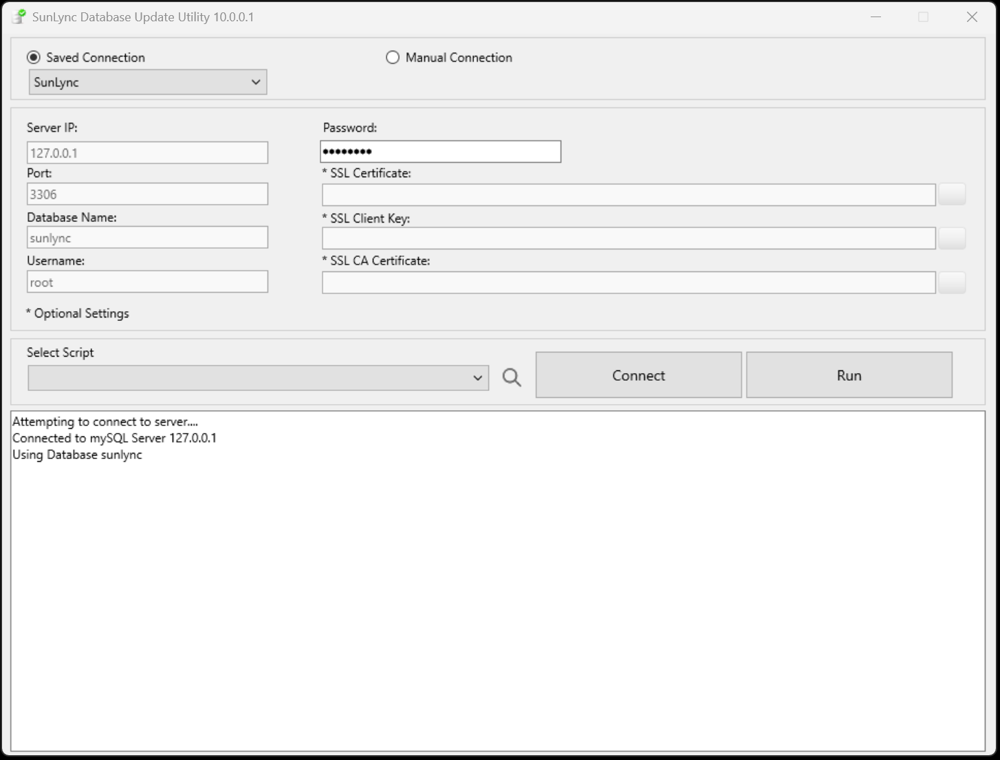 SunLync Database Update Utility 10.0.0.1
Saved Connection
Manual Connection
SunLync
Server IP:
Password:
127.0.0.1
••••••••
Port:
* SSL Certificate:
3306
Database Name:
* SSL Client Key:
sunlync
Username:
* SSL CA Certificate:
root
* Optional Settings
Select Script
Connect
Run
Attempting to connect to server....
Connected to mySQL Server 127.0.0.1
Using Database sunlync